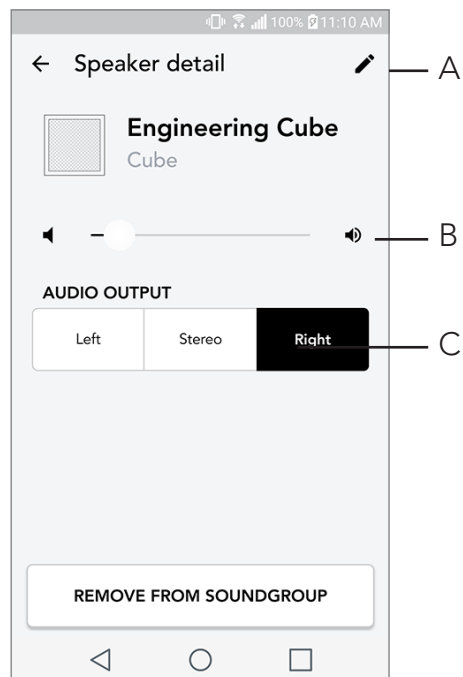 100% 11:10 AM
Speaker detail
A
Engineering Cube
Cube
B
AUDIO OUTPUT
Left Stereo Right
C
REMOVE FROM SOUNDGROUP